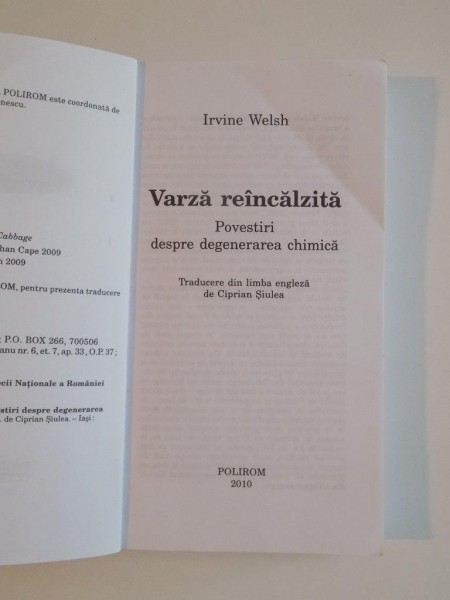 POLIROM este coordonată de
nescu.
Cabbage
han Cape 2009
n 2009
ROM, pentru prezenta traducere
P.O. BOX 266, 700506
anu nr. 6, et. 7, ap. 33, O.P. 37;
cii Naționale a României
estiri despre degenerarea
. de Ciprian Șiulea. – Iași:
Irvine Welsh
Varză reîncălzită
Povestiri
despre degenerarea chimică
Traducere din limba engleză
de Ciprian Șiulea
POLIROM
2010